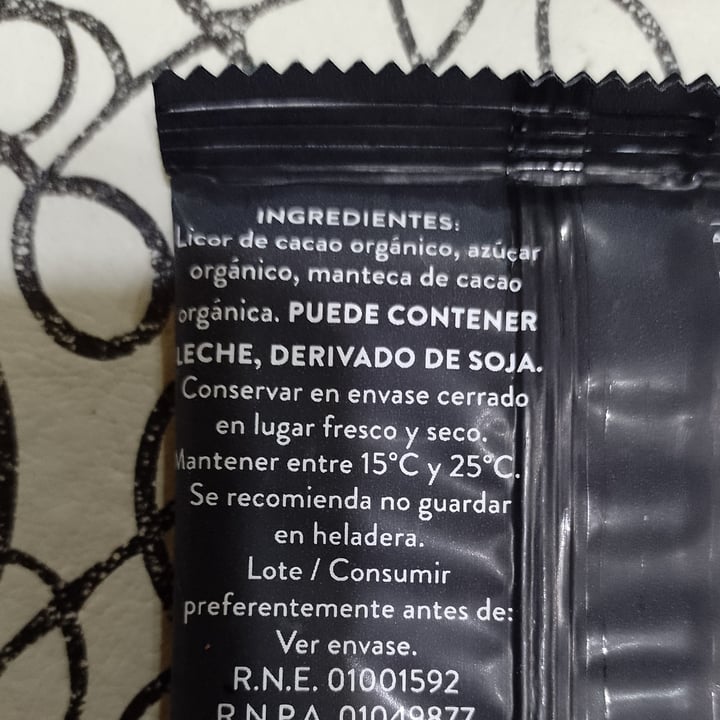 INGREDIENTES:
Licor de cacao orgánico, azúcar
orgánico, manteca de cacao
orgánica. PUEDE CONTENER
LECHE, DERIVADO DE SOJA.
Conservar en envase cerrado
en lugar fresco y seco.
Mantener entre 15°C y 25°C.
Se recomienda no guardar
en heladera.
Lote / Consumir
preferentemente antes de:
Ver envase.
R.N.E. 01001592
R.N.P.A. 01049877